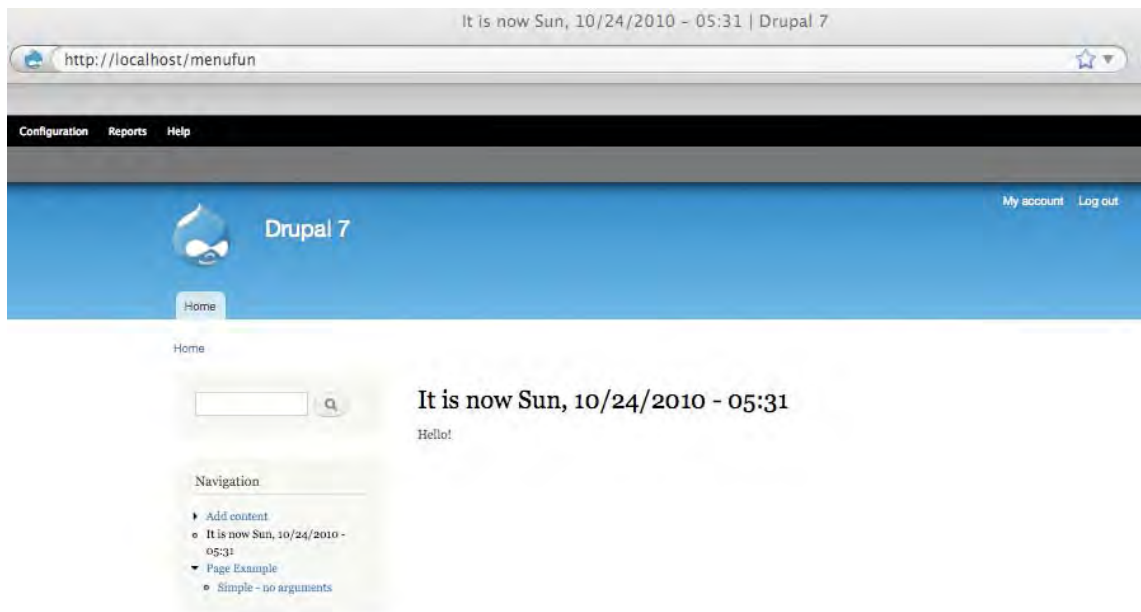 It is now Sun, 10/24/2010 - 05:31 | Drupal 7
http://localhost/menufun
Configuration Reports Help
My account Log out
Drupal 7
Home
Home
It is now Sun, 10/24/2010 - 05:31
Hello!
Navigation
Add content
It is now Sun, 10/24/2010 -
05:31
Page Example
Simple - no arguments